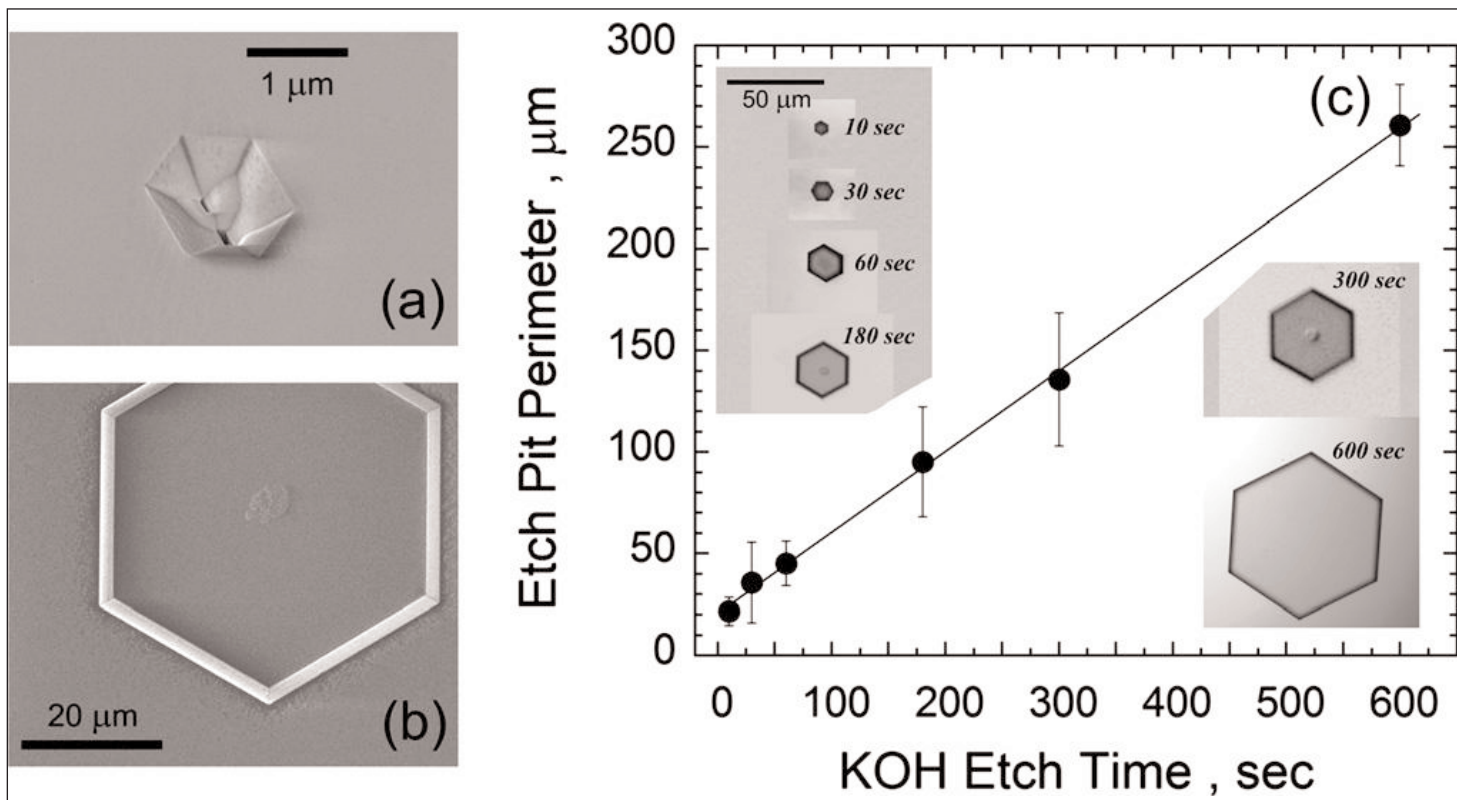 1 μm
(a)
20 μm
(b)
(c)
50 μm
10 sec
30 sec
60 sec
180 sec
300 sec
600 sec
Etch Pit Perimeter , μm
300
250
200
150
100
50
0
0 100 200 300 400 500 600
KOH Etch Time , sec